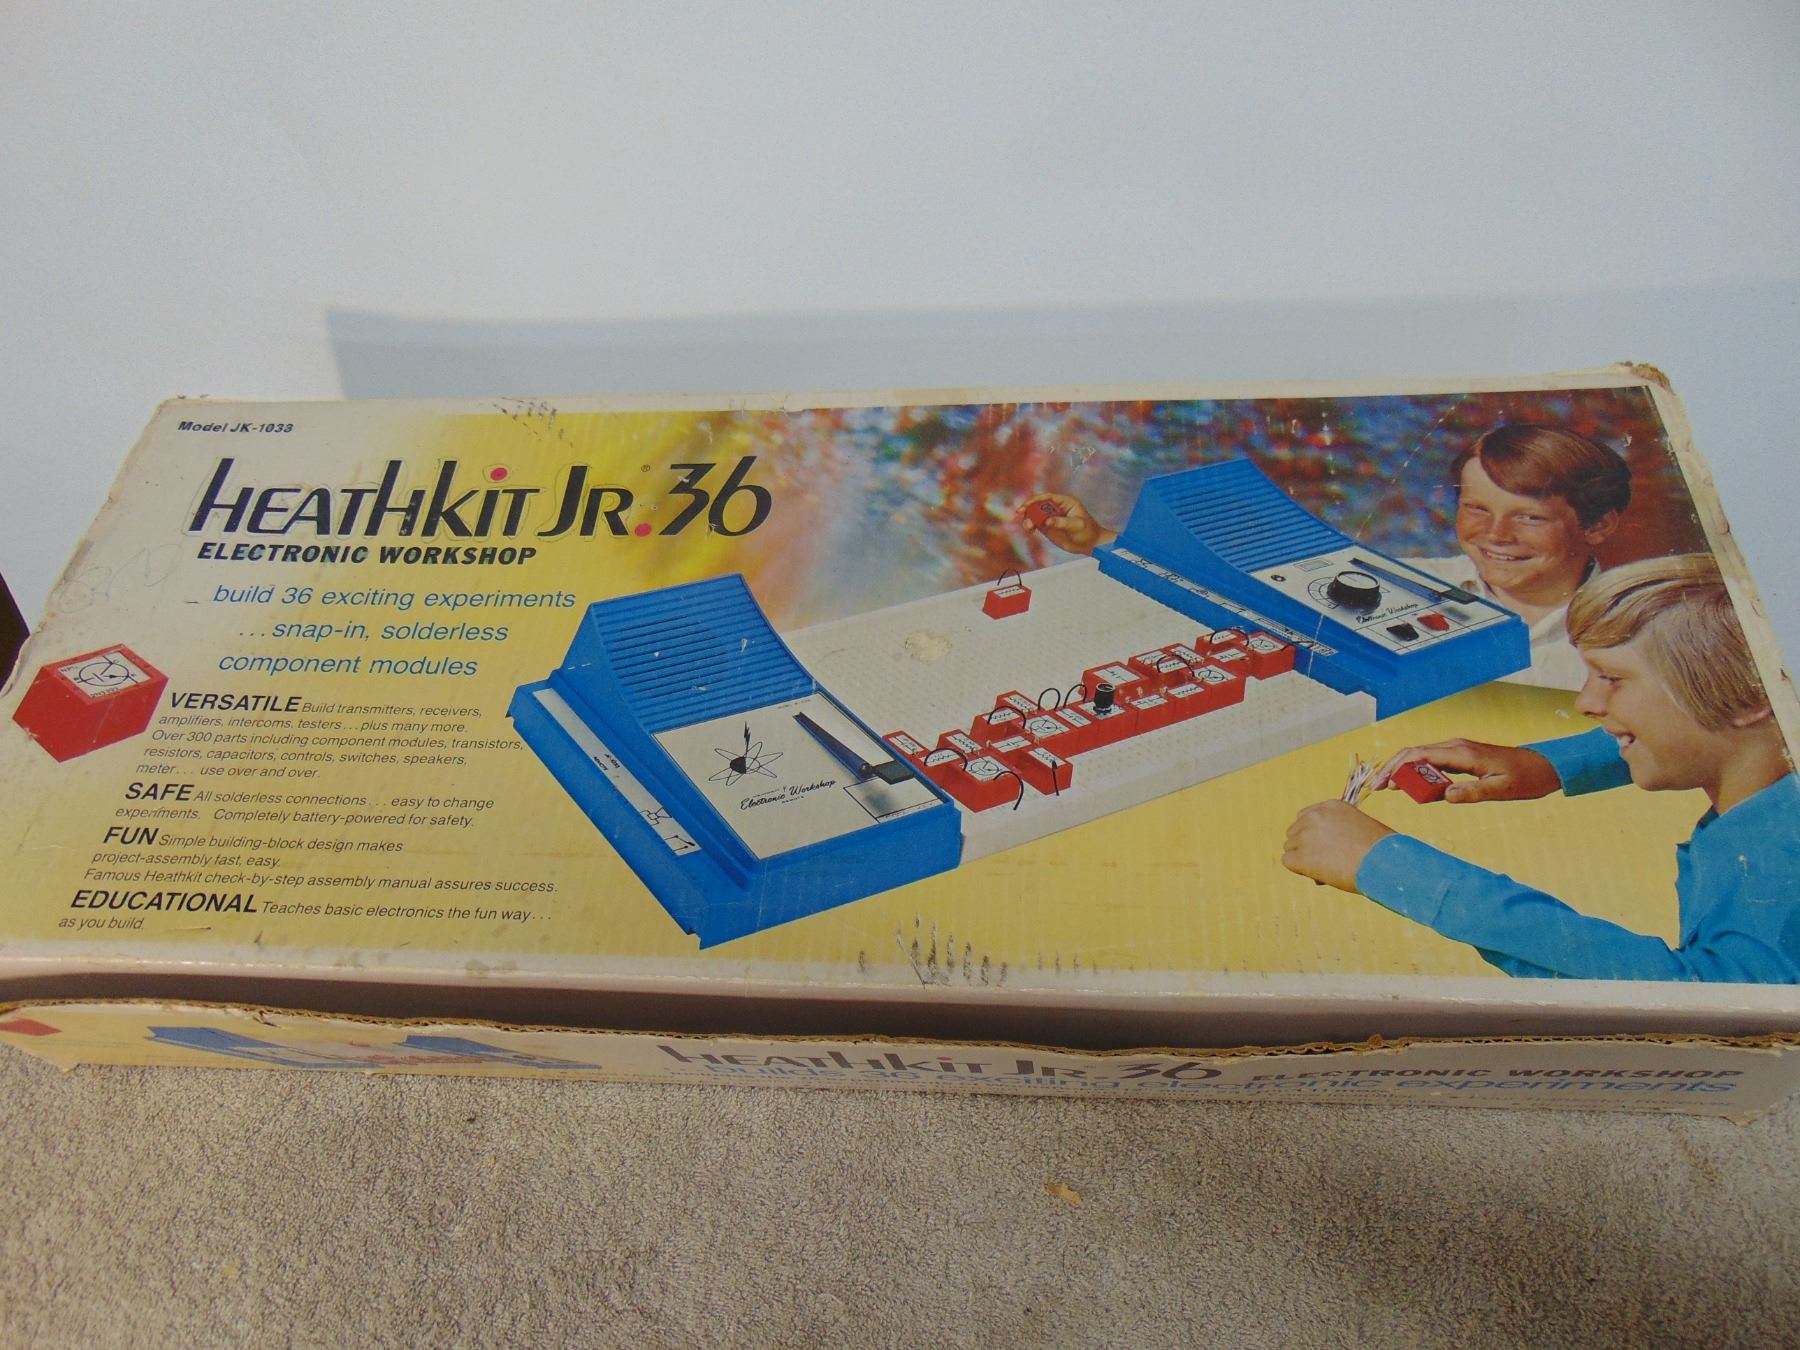 Model JK-1033
HEATHKIT JR.® 36
ELECTRONIC WORKSHOP
build 36 exciting experiments
...snap-in, solderless
component modules
VERSATILE Build transmitters, receivers,
amplifiers, intercoms, testers...plus many more.
Over 300 parts including component modules, transistors,
resistors, capacitors, controls, switches, speakers,
meter... use over and over.
SAFE All solderless connections...easy to change
experiments. Completely battery-powered for safety.
FUN Simple building-block design makes
project-assembly fast, easy.
Famous Heathkit check-by-step assembly manual assures success.
EDUCATIONAL Teaches basic electronics the fun way...
as you build.
Electronic Workshop
Electronic Workshop
HEATHKIT JR. 36 ELECTRONIC WORKSHOP
...build 36 exciting electronic experiments